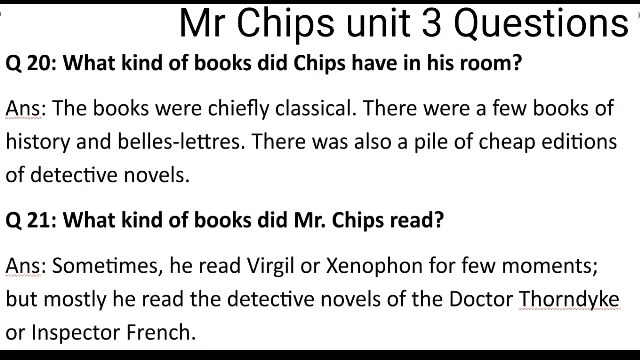 Mr Chips unit 3 Questions
Q 20: What kind of books did Chips have in his room?
Ans: The books were chiefly classical. There were a few books of
history and belles-lettres. There was also a pile of cheap editions
of detective novels.
Q 21: What kind of books did Mr. Chips read?
Ans: Sometimes, he read Virgil or Xenophon for few moments;
but mostly he read the detective novels of the Doctor Thorndyke
or Inspector French.